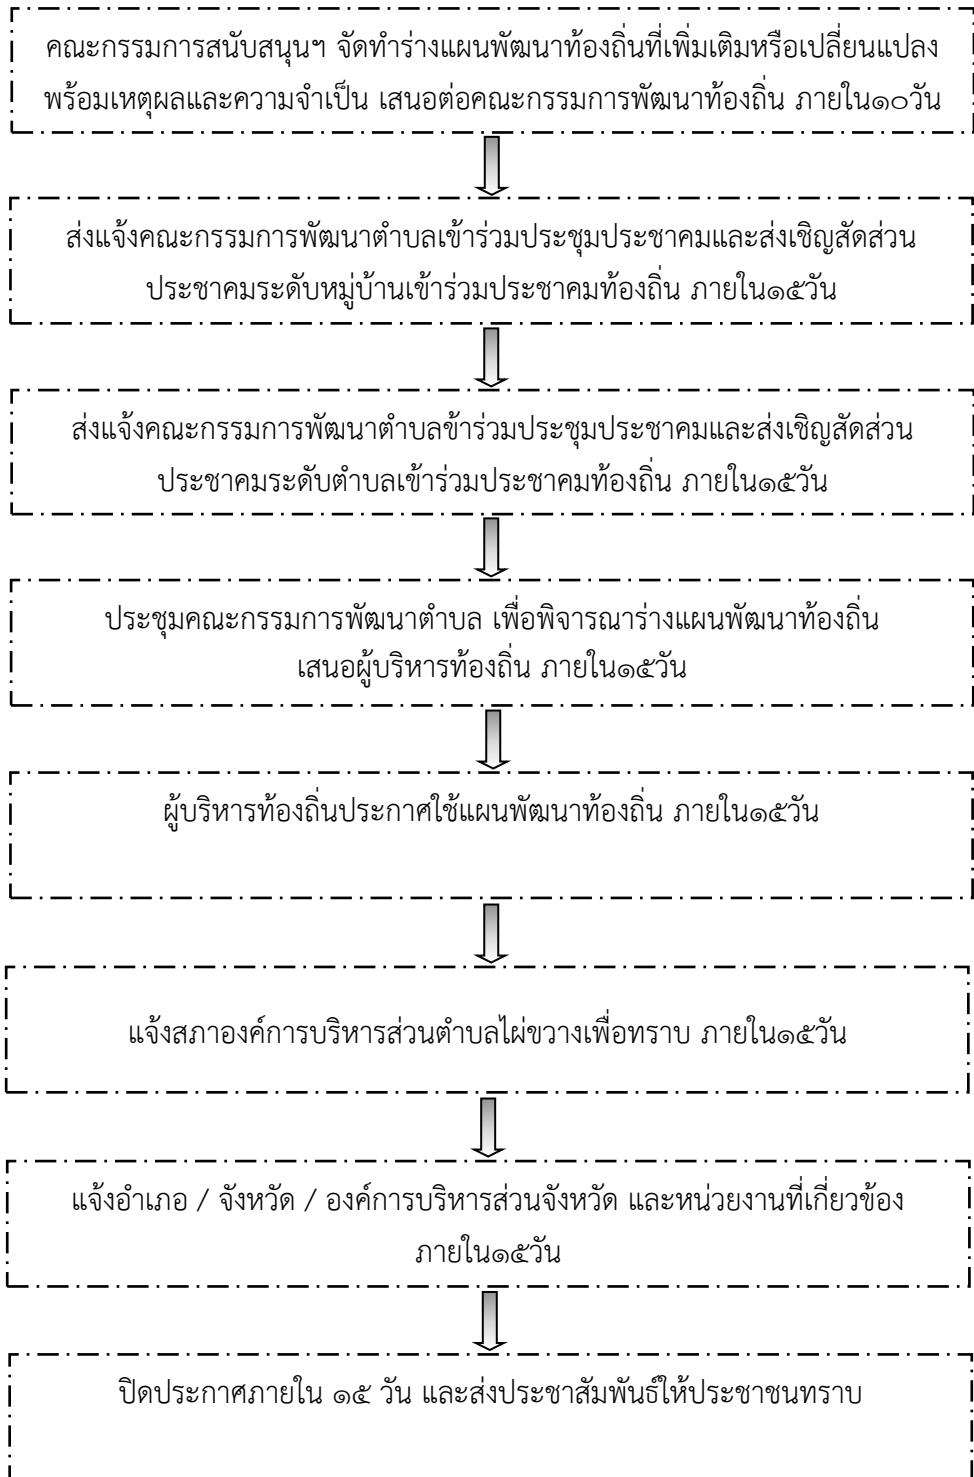 คณะกรรมการสนับสนุนฯ จัดทำร่างแผนพัฒนาท้องถิ่นที่เพิ่มเติมหรือเปลี่ยนแปลง
พร้อมเหตุผลและความจำเป็น เสนอต่อคณะกรรมการพัฒนาท้องถิ่น ภายใน๑๐วัน
ส่งแจ้งคณะกรรมการพัฒนาตำบลเข้าร่วมประชุมประชาคมและส่งเชิญสัดส่วน
ประชาคมระดับหมู่บ้านเข้าร่วมประชาคมท้องถิ่น ภายใน๑๕วัน
ส่งแจ้งคณะกรรมการพัฒนาตำบลข้าร่วมประชุมประชาคมและส่งเชิญสัดส่วน
ประชาคมระดับตำบลเข้าร่วมประชาคมท้องถิ่น ภายใน๑๕วัน
ประชุมคณะกรรมการพัฒนาตำบล เพื่อพิจารณาร่างแผนพัฒนาท้องถิ่น
เสนอผู้บริหารท้องถิ่น ภายใน๑๕วัน
ผู้บริหารท้องถิ่นประกาศใช้แผนพัฒนาท้องถิ่น ภายใน๑๕วัน
แจ้งสภาองค์การบริหารส่วนตำบลไผ่ขวางเพื่อทราบ ภายใน๑๕วัน
แจ้งอำเภอ / จังหวัด / องค์การบริหารส่วนจังหวัด และหน่วยงานที่เกี่ยวข้อง
ภายใน๑๕วัน
ปิดประกาศภายใน ๑๕ วัน และส่งประชาสัมพันธ์ให้ประชาชนทราบ